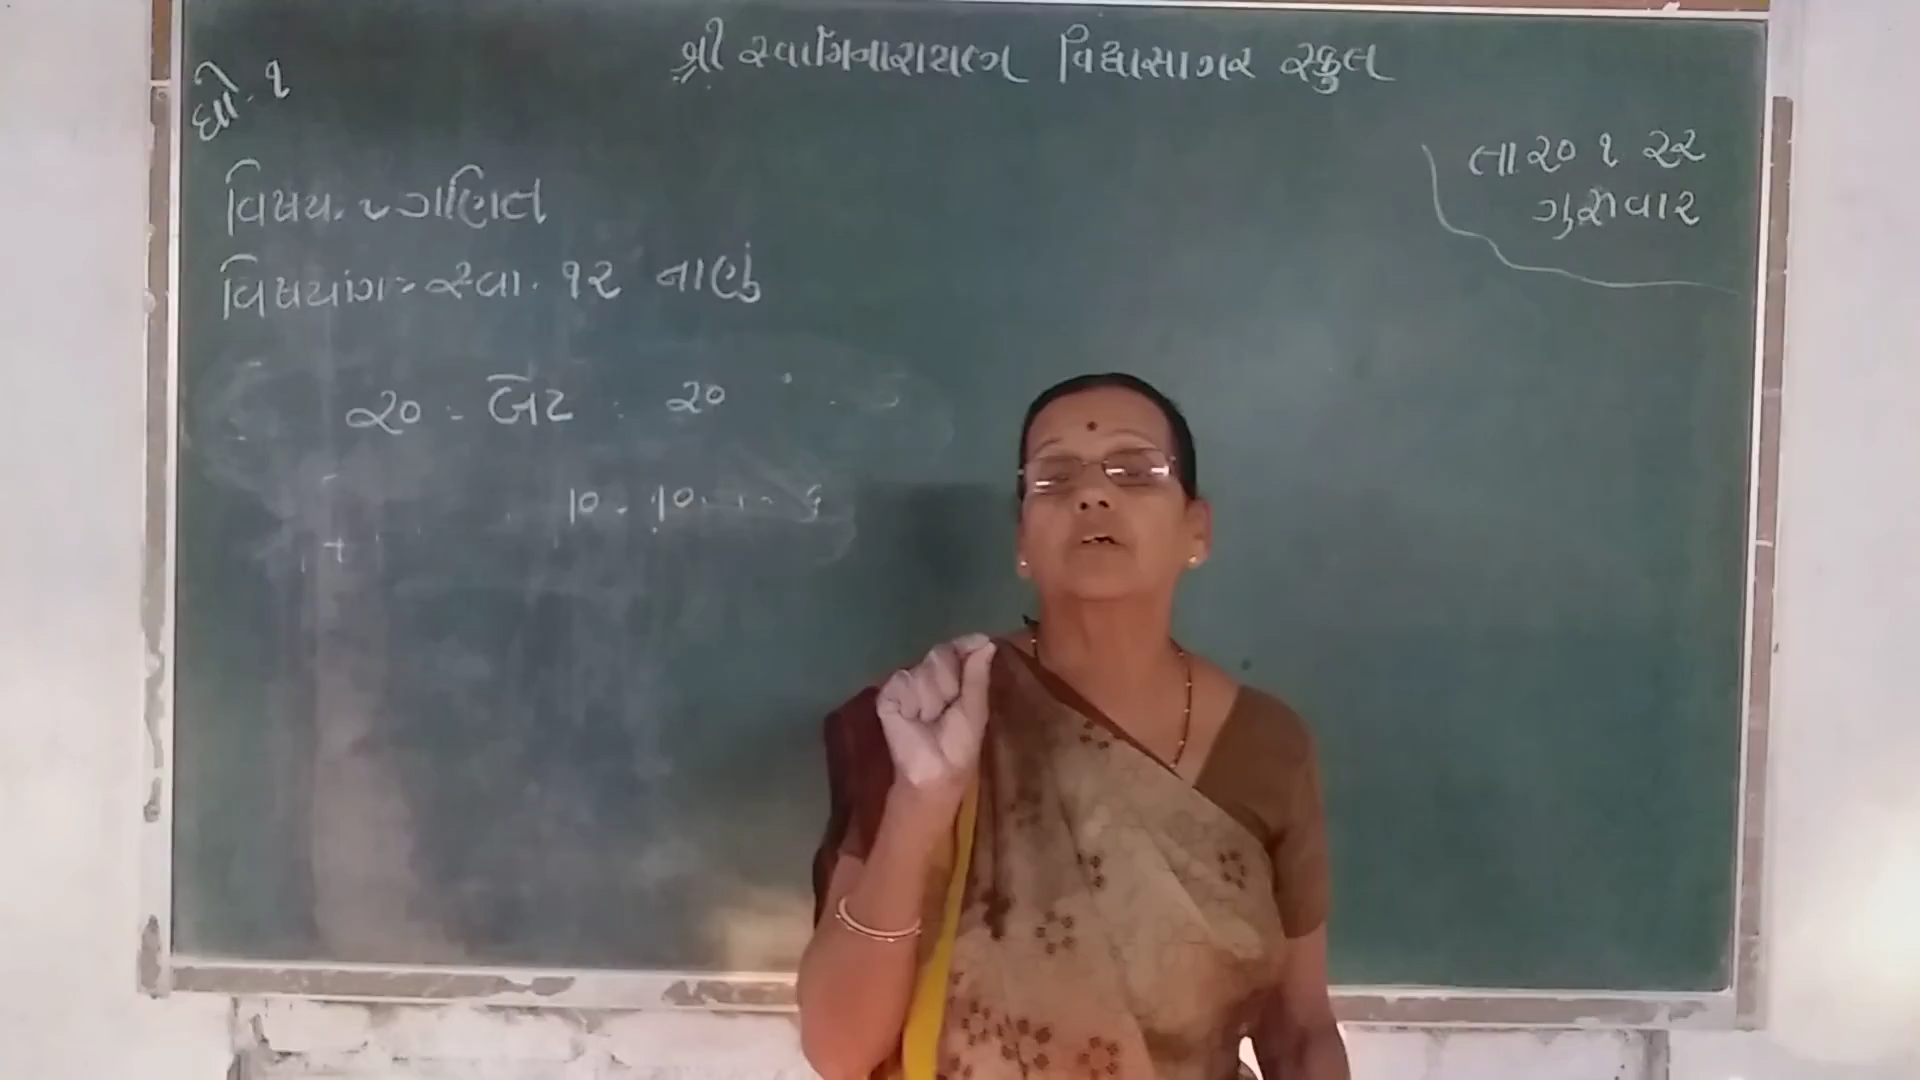 શ્રી સ્વામિનારાયણ વિદ્યાસાગર સ્કુલ
ધો. ૧
તા ૨૦ ૧ ૨૨
ગુરુવાર
વિષય :- ગણિત
વિષયાંગ :- સ્વા. ૧૨ નાણું
૨૦ - બેટ : ૨૦
10 - 10